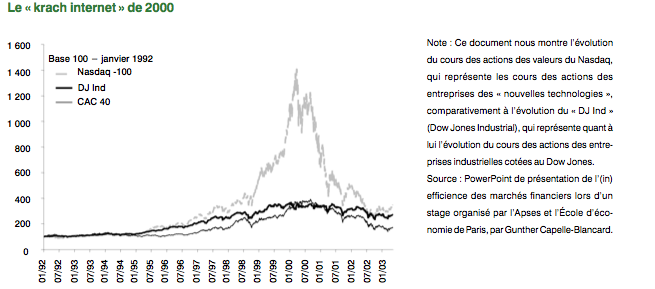 Le « krach internet » de 2000
1 600
1 400
1 200
1 000
800
600
400
200
0
Base 100 – janvier 1992
Nasdaq -100
DJ Ind
CAC 40
01/92
07/92
01/93
07/93
01/94
07/94
01/95
07/95
01/96
07/96
01/97
07/97
01/98
07/98
01/99
07/99
01/00
07/00
01/01
07/01
01/02
07/02
01/03
Note : Ce document nous montre l’évolution
du cours des actions des valeurs du Nasdaq,
qui représente les cours des actions des
entreprises des « nouvelles technologies »,
comparativement à l’évolution du « DJ Ind »
(Dow Jones Industrial), qui représente quant à
lui l’évolution du cours des actions des entre-
prises industrielles cotées au Dow Jones.
Source : PowerPoint de présentation de l’(in)
efficience des marchés financiers lors d’un
stage organisé par l’Apses et l’École d’éco-
nomie de Paris, par Gunther Capelle-Blancard.